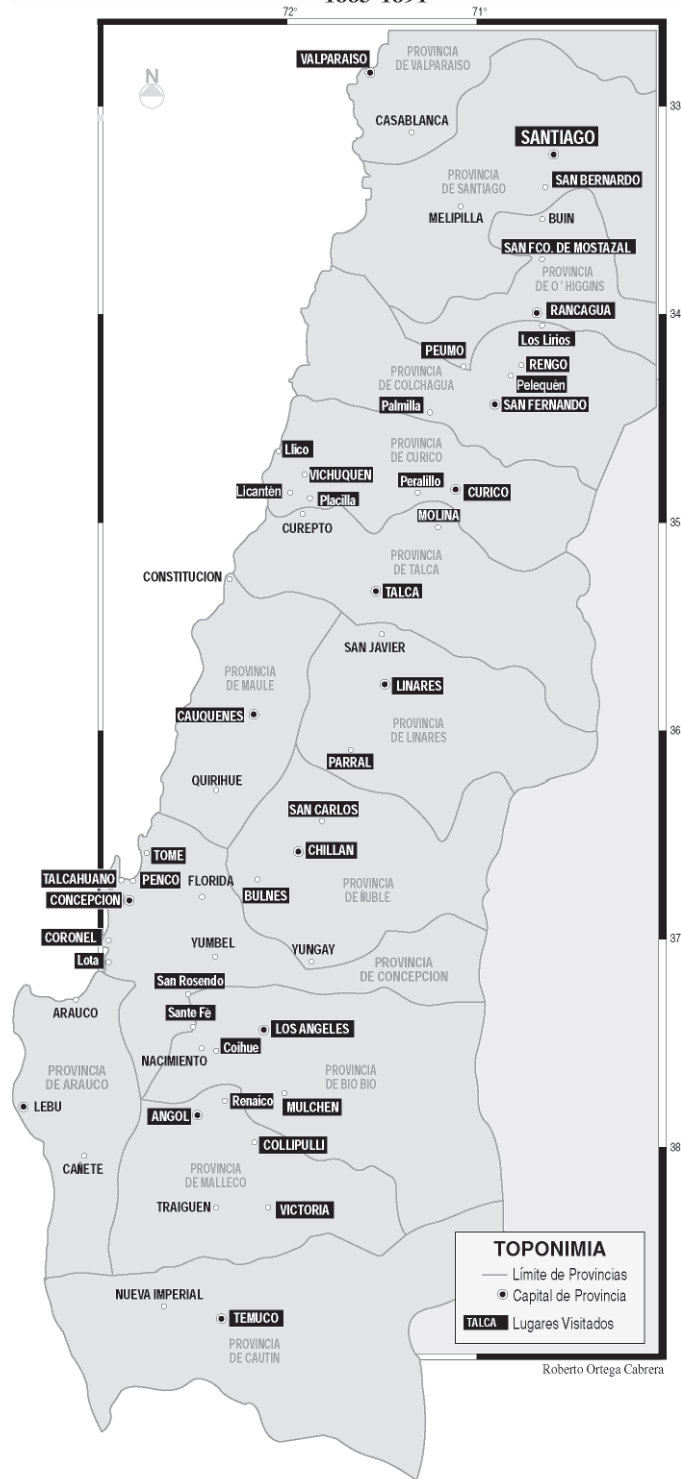 1885-1891
72° 71°
N
VALPARAISO
PROVINCIA
DE VALPARAISO
33
CASABLANCA
SANTIAGO
PROVINCIA
DE SANTIAGO
SAN BERNARDO
MELIPILLA
BUIN
SAN FCO. DE MOSTAZAL
PROVINCIA
DE O'HIGGINS
RANCAGUA
34
Los Lirios
PEUMO
RENGO
PROVINCIA
DE COLCHAGUA
Pelequén
Palmilla
SAN FERNANDO
Llico
PROVINCIA
DE CURICO
VICHUQUEN
Peralillo
Licantén
Placilla
CURICO
MOLINA
35
CUREPTO
PROVINCIA
DE TALCA
CONSTITUCION
TALCA
SAN JAVIER
PROVINCIA
DE MAULE
LINARES
CAUQUENES
PROVINCIA
DE LINARES
36
PARRAL
QUIRIHUE
SAN CARLOS
TOME
CHILLAN
TALCAHUANO
PENCO
FLORIDA
PROVINCIA
DE ÑUBLE
BULNES
CONCEPCION
CORONEL
37
YUMBEL
YUNGAY
Lota
PROVINCIA
DE CONCEPCION
San Rosendo
ARAUCO
Sante Fè
LOS ANGELES
Coihue
NACIMIENTO
PROVINCIA
DE ARAUCO
PROVINCIA
DE BIO BIO
Renaico
LEBU
MULCHEN
ANGOL
COLLIPULLI
38
CAÑETE
PROVINCIA
DE MALLECO
TRAIGUEN
VICTORIA
NUEVA IMPERIAL
TEMUCO
PROVINCIA
DE CAUTIN
TOPONIMIA
Límite de Provincias
Capital de Provincia
TALCA Lugares Visitados
Roberto Ortega Cabrera